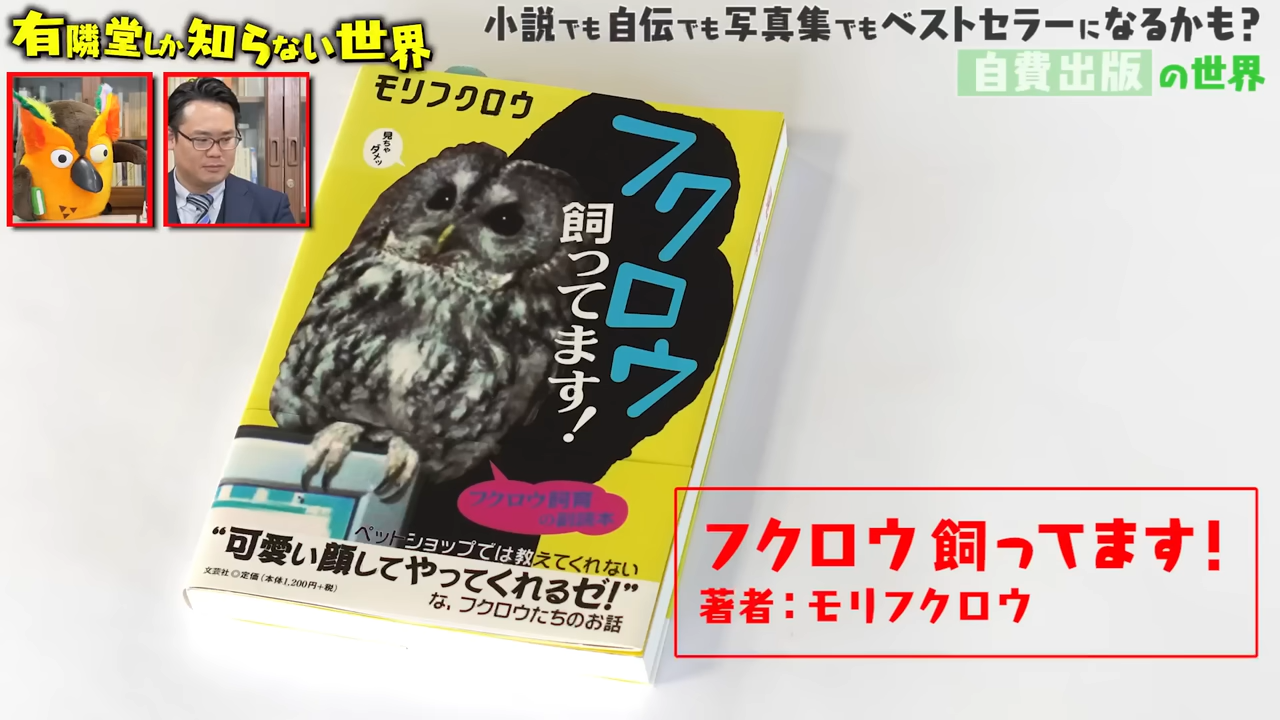 有隣堂しか知らない世界
小説でも自伝でも写真集でもベストセラーになるかも?
自費出版の世界
モリフクロウ
見ちゃ
ダメッ
フクロウ
飼ってます!
フクロウ飼育
の副読本
ペットショップでは教えてくれない
“可愛い顔してやってくれるゼ!”
な,フクロウたちのお話
文芸社◎定価(本体1,200円+税)
フクロウ飼ってます!
著者:モリフクロウ